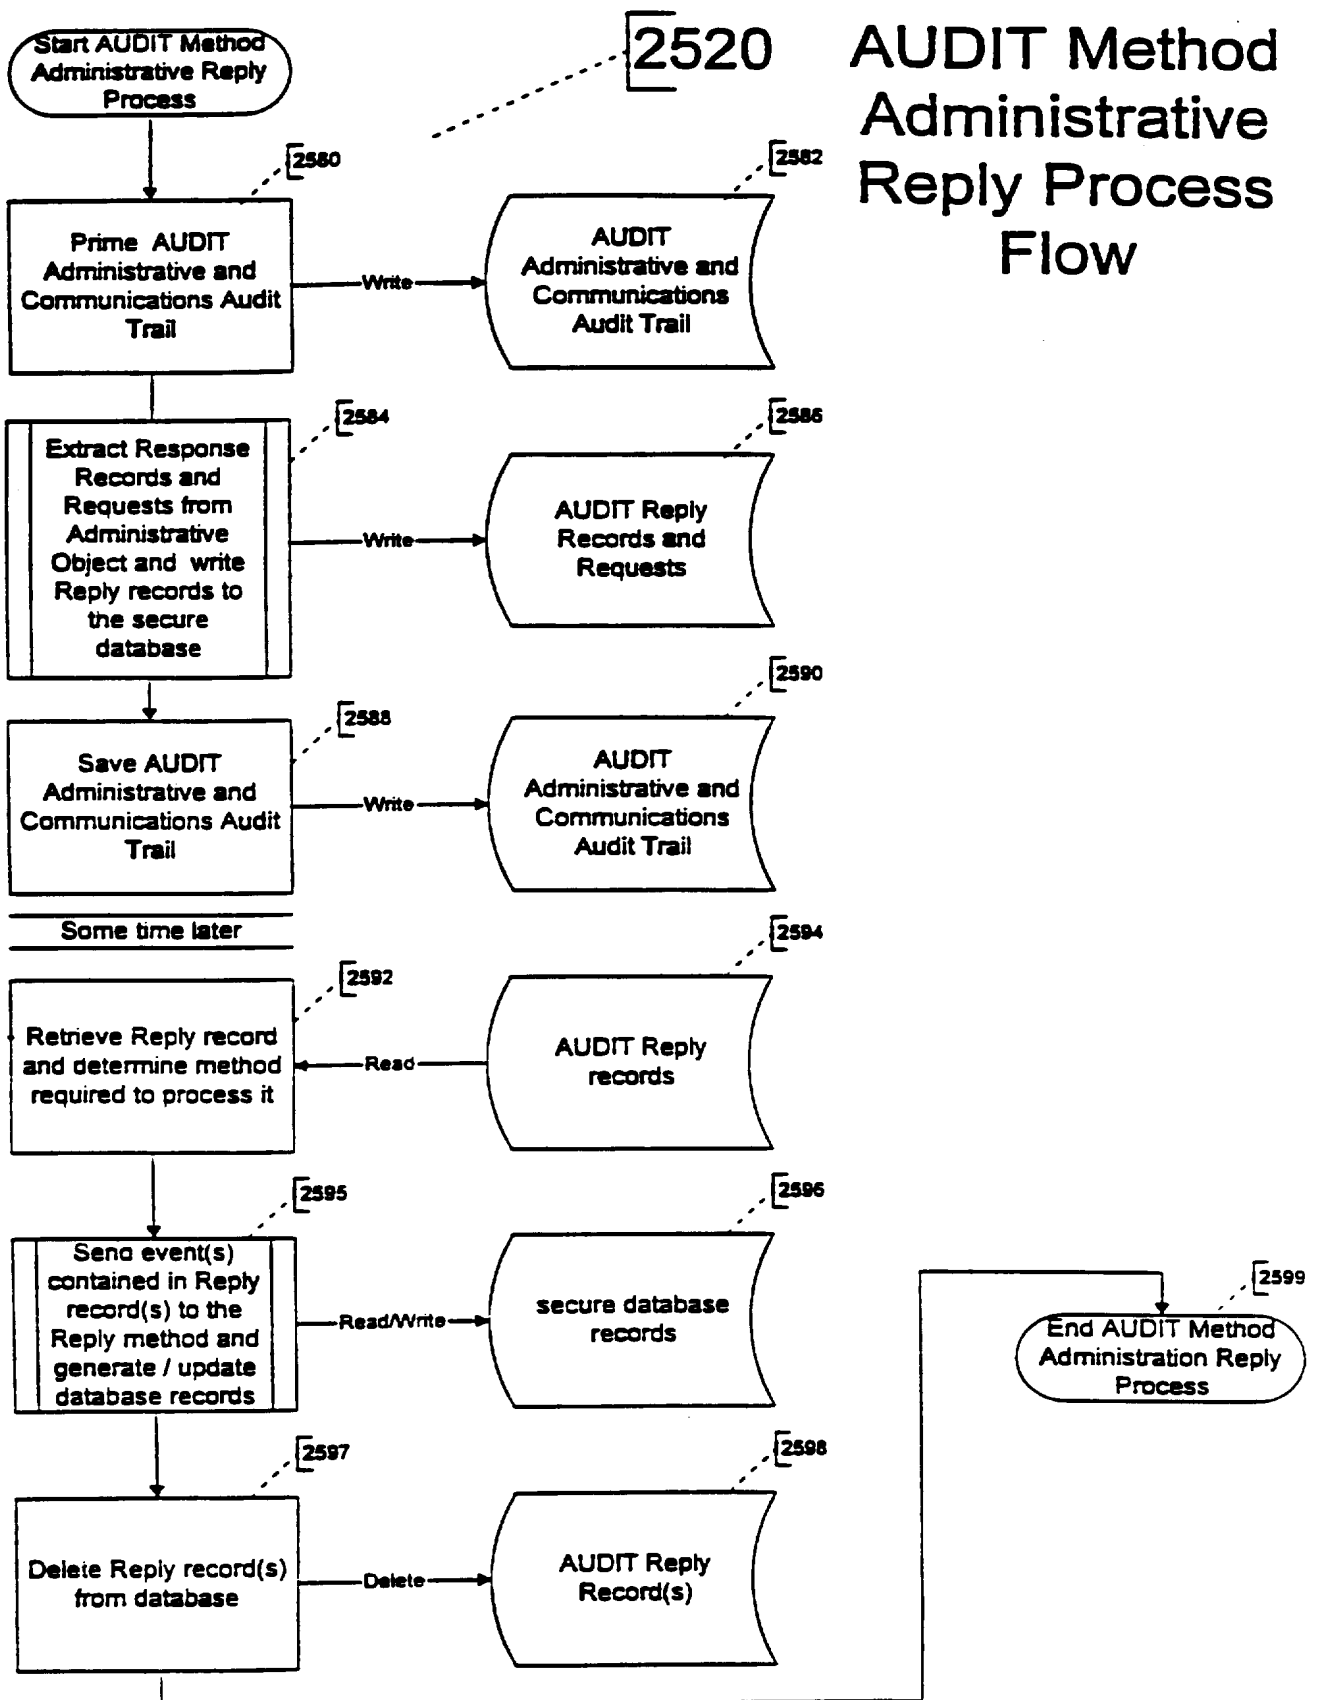 2520
AUDIT Method
Administrative
Reply Process
Flow
Start AUDIT Method
Administrative Reply
Process
2580
2582
Prime AUDIT
Administrative and
Communications Audit
Trail
Write
AUDIT
Administrative and
Communications
Audit Trail
2584
2586
Extract Response
Records and
Requests from
Administrative
Object and write
Reply records to
the secure
database
Write
AUDIT Reply
Records and
Requests
2588
2590
Save AUDIT
Administrative and
Communications Audit
Trail
Write
AUDIT
Administrative and
Communications
Audit Trail
Some time later
2592
2594
Retrieve Reply record
and determine method
required to process it
Read
AUDIT Reply
records
2595
2596
Send event(s)
contained in Reply
record(s) to the
Reply method and
generate / update
database records
Read/Write
secure database
records
2597
2598
Delete Reply record(s)
from database
Delete
AUDIT Reply
Record(s)
2599
End AUDIT Method
Administration Reply
Process